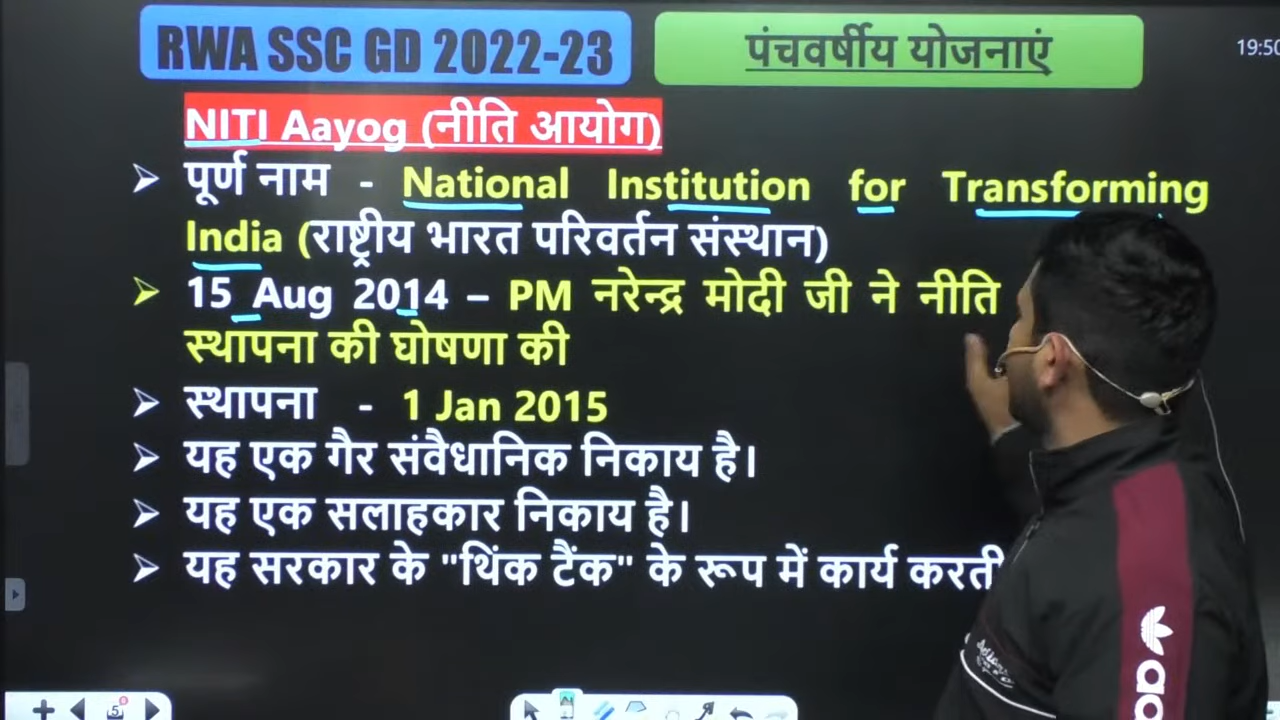 RWA SSC GD 2022-23
पंचवर्षीय योजनाएं
19:50
NITI Aayog (नीति आयोग)
पूर्ण नाम - National Institution for Transforming
India (राष्ट्रीय भारत परिवर्तन संस्थान)
15 Aug 2014 – PM नरेन्द्र मोदी जी ने नीति
स्थापना की घोषणा की
स्थापना - 1 Jan 2015
यह एक गैर संवैधानिक निकाय है।
यह एक सलाहकार निकाय है।
यह सरकार के "थिंक टैंक" के रूप में कार्य करती